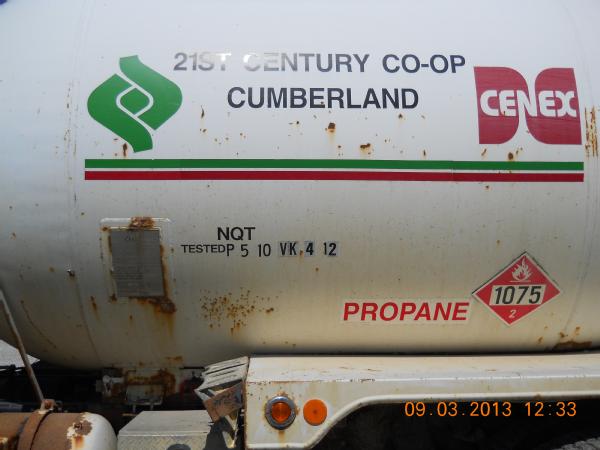 21ST CENTURY CO-OP
CUMBERLAND
CENEX
NQT
TESTED P 5 10 VK 4 12
PROPANE
1075
2
09.03.2013 12:33